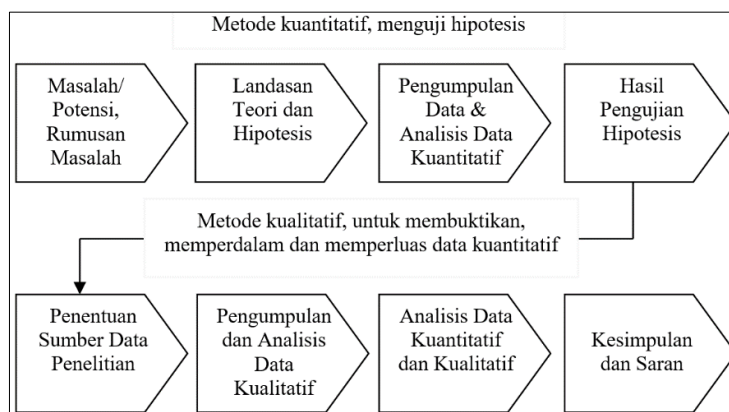 Metode kuantitatif, menguji hipotesis
Masalah/
Potensi,
Rumusan
Masalah
Landasan
Teori dan
Hipotesis
Pengumpulan
Data &
Analisis Data
Kuantitatif
Hasil
Pengujian
Hipotesis
Metode kualitatif, untuk membuktikan,
memperdalam dan memperluas data kuantitatif
Penentuan
Sumber Data
Penelitian
Pengumpulan
dan Analisis
Data
Kualitatif
Analisis Data
Kuantitatif
dan Kualitatif
Kesimpulan
dan Saran